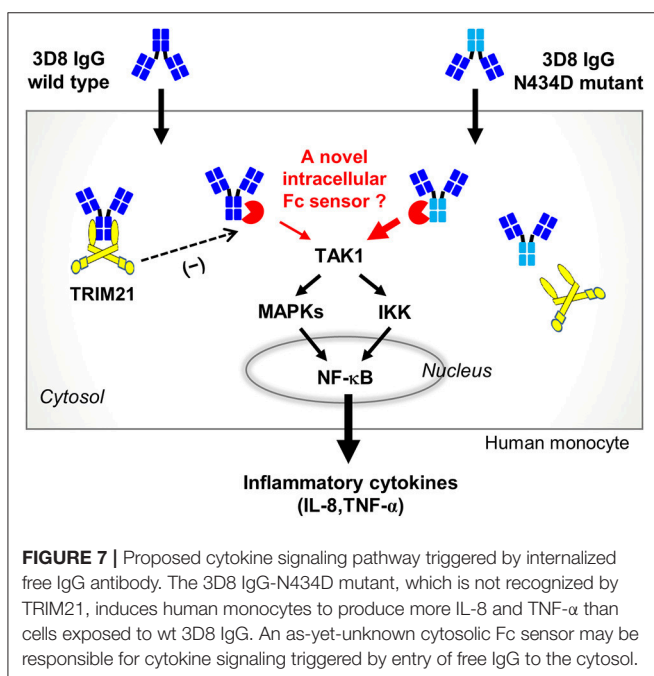 3D8 IgG
wild type
3D8 IgG
N434D mutant
A novel
intracellular
Fc sensor ?
TRIM21
(–)
TAK1
MAPKs
IKK
NF-κB
Nucleus
Cytosol
Human monocyte
Inflammatory cytokines
(IL-8,TNF-α)
FIGURE 7 | Proposed cytokine signaling pathway triggered by internalized
free IgG antibody. The 3D8 IgG-N434D mutant, which is not recognized by
TRIM21, induces human monocytes to produce more IL-8 and TNF-α than
cells exposed to wt 3D8 IgG. An as-yet-unknown cytosolic Fc sensor may be
responsible for cytokine signaling triggered by entry of free IgG to the cytosol.